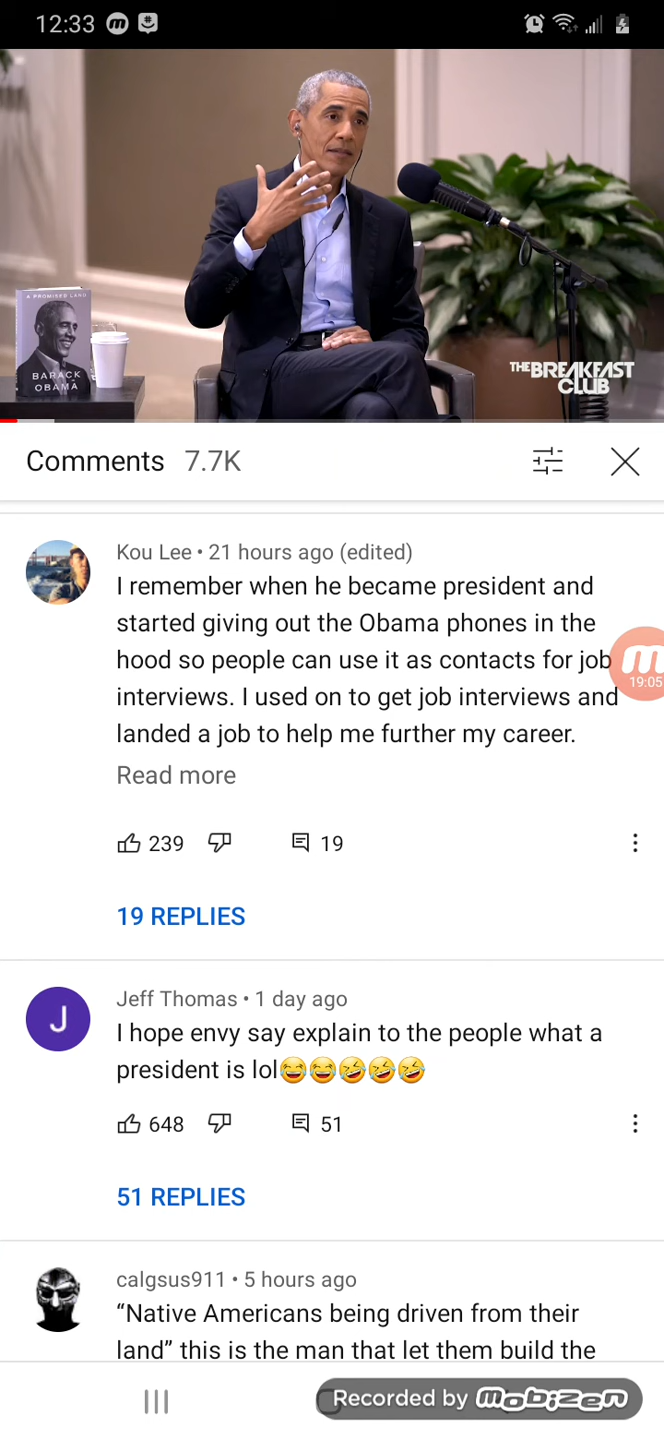 12:33
A PROMISED LAND
BARACK
OBAMA
THE BREAKFAST
CLUB
Comments 7.7K
Kou Lee • 21 hours ago (edited)
I remember when he became president and
started giving out the Obama phones in the
hood so people can use it as contacts for job
interviews. I used on to get job interviews and
landed a job to help me further my career.
Read more
19:05
239 19
19 REPLIES
J
Jeff Thomas • 1 day ago
I hope envy say explain to the people what a
president is lol😂😂🤣🤣🤣
648 51
51 REPLIES
calgsus911 • 5 hours ago
“Native Americans being driven from their
land” this is the man that let them build the
Recorded by mobizen